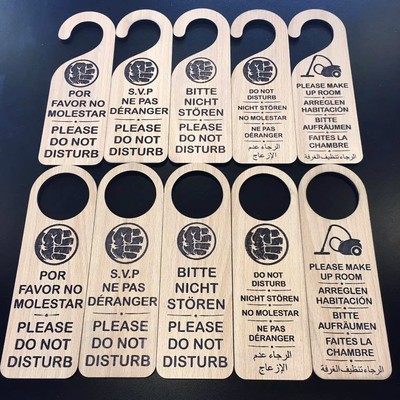 POR
FAVOR NO
MOLESTAR
PLEASE
DO NOT
DISTURB
S.V.P
NE PAS
DÉRANGER
PLEASE
DO NOT
DISTURB
BITTE
NICHT
STÖREN
PLEASE
DO NOT
DISTURB
DO NOT
DISTURB
NICHT STÖREN
NO MOLESTAR
NE PAS
DÉRANGER
الرجاء عدم
الإزعاج
PLEASE MAKE
UP ROOM
ARREGLEN
HABITACIÓN
BITTE
AUFRÄUMEN
FAITES LA
CHAMBRE
الرجاء تنظيف الغرفة
POR
FAVOR NO
MOLESTAR
PLEASE
DO NOT
DISTURB
S.V.P
NE PAS
DÉRANGER
PLEASE
DO NOT
DISTURB
BITTE
NICHT
STÖREN
PLEASE
DO NOT
DISTURB
DO NOT
DISTURB
NICHT STÖREN
NO MOLESTAR
NE PAS
DÉRANGER
الرجاء عدم
الإزعاج
PLEASE MAKE
UP ROOM
ARREGLEN
HABITACIÓN
BITTE
AUFRÄUMEN
FAITES LA
CHAMBRE
الرجاء تنظيف الغرفة